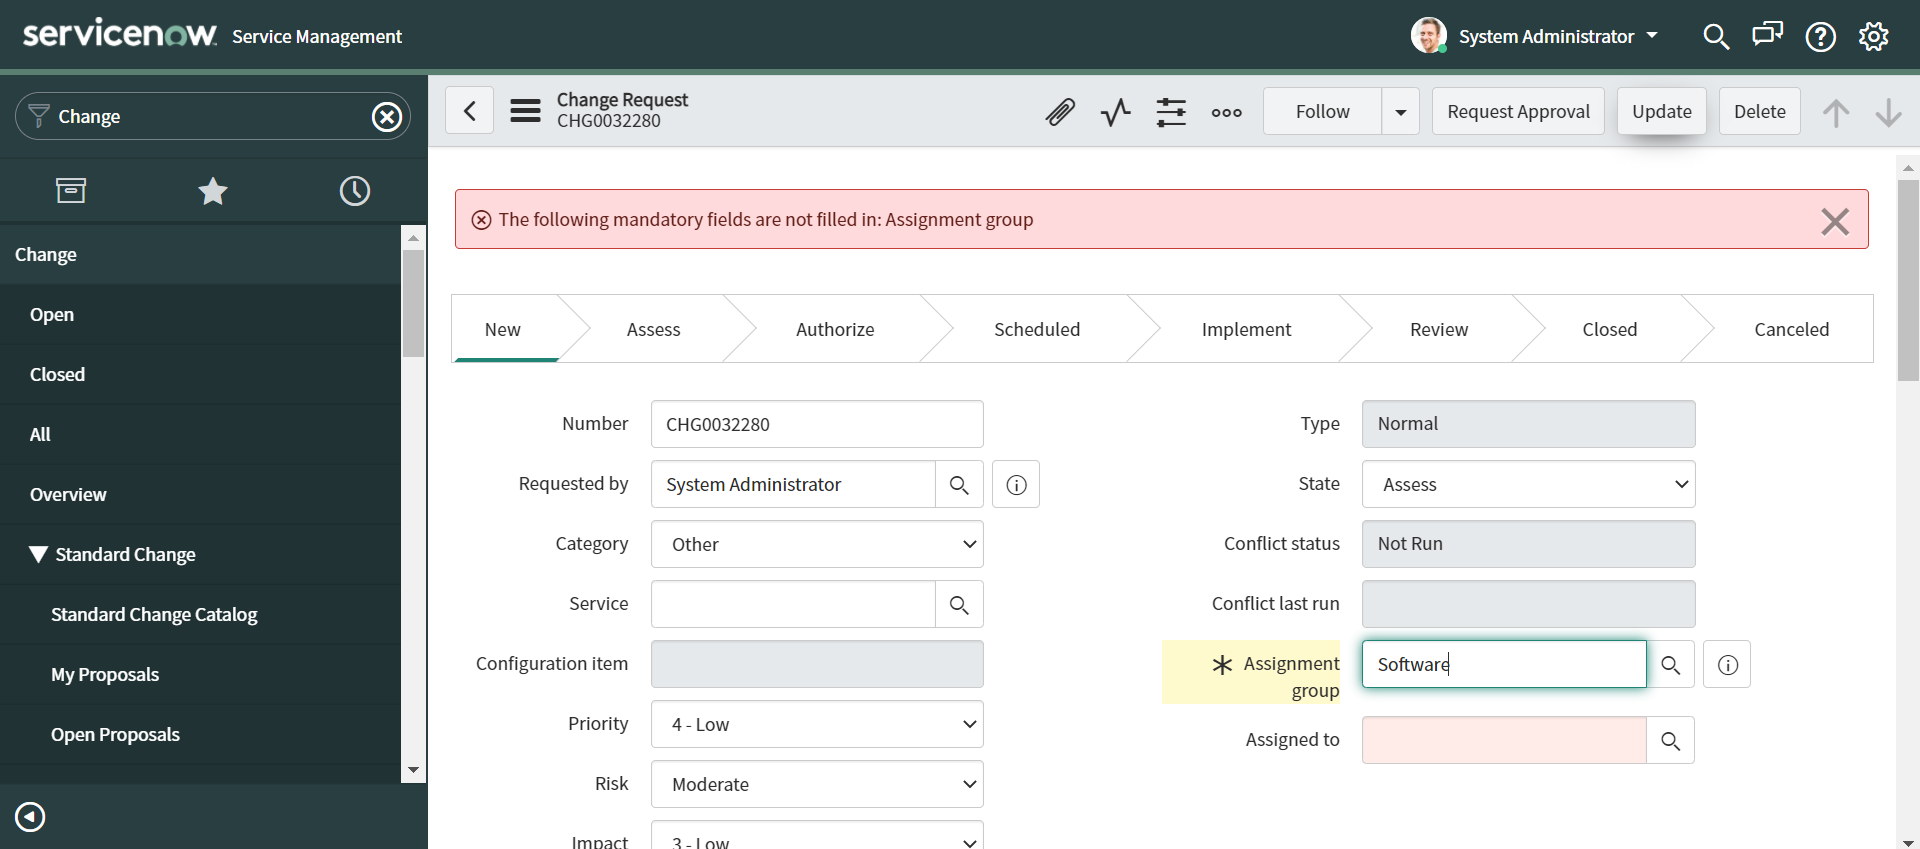 servicenow Service Management
System Administrator
Change
Change
Open
Closed
All
Overview
Standard Change
Standard Change Catalog
My Proposals
Open Proposals
Change Request
CHG0032280
Follow
Request Approval
Update
Delete
The following mandatory fields are not filled in: Assignment group
New
Assess
Authorize
Scheduled
Implement
Review
Closed
Canceled
Number
CHG0032280
Requested by
System Administrator
Category
Other
Service
Configuration item
Priority
4 - Low
Risk
Moderate
Impact
3 - Low
Type
Normal
State
Assess
Conflict status
Not Run
Conflict last run
Assignment
group
Software
Assigned to